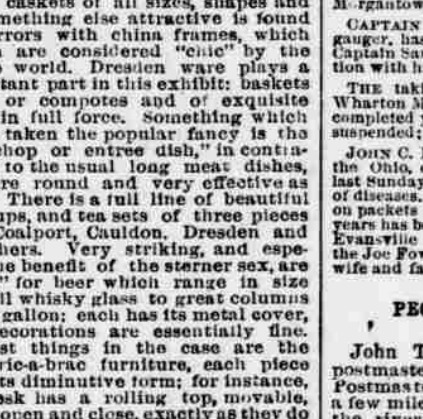 caskets of all sizes, shapes and
mething else attractive is found
rrors with china frames, which
are considered "chic" by the
world. Dresden ware plays a
tant part in this exhibit: baskets
or compotes and of exquisite
in full force. Something which
taken the popular fancy is the
hop or entree dish," in contra-
to the usual long meat dishes,
re round and very effective as
There is a full line of beautiful
ups, and tea sets of three pieces
Coalport, Cauldon, Dresden and
hers. Very striking, and espe-
e benefit of the sterner sex, are
" for beer which range in size
ll whisky glass to great columns
gallon; each has its metal cover,
ecorations are essentially fine.
st things in the case are the
ric-a-brac furniture, each piece
ts diminutive form; for instance,
sk has a rolling top, movable,
open and close, exactly as they do
Morgantow
CAPTAIN
gauger, has
Captain Sa
tion with h
THE taki
Wharton M
completed
suspended;
JOHN C.
the Ohio,
last Sunday
of diseases.
on packets
years has b
Evansville
the Joe Fow
wife and fa
PE
John T
postmaste
Postmast
a few mile
the times